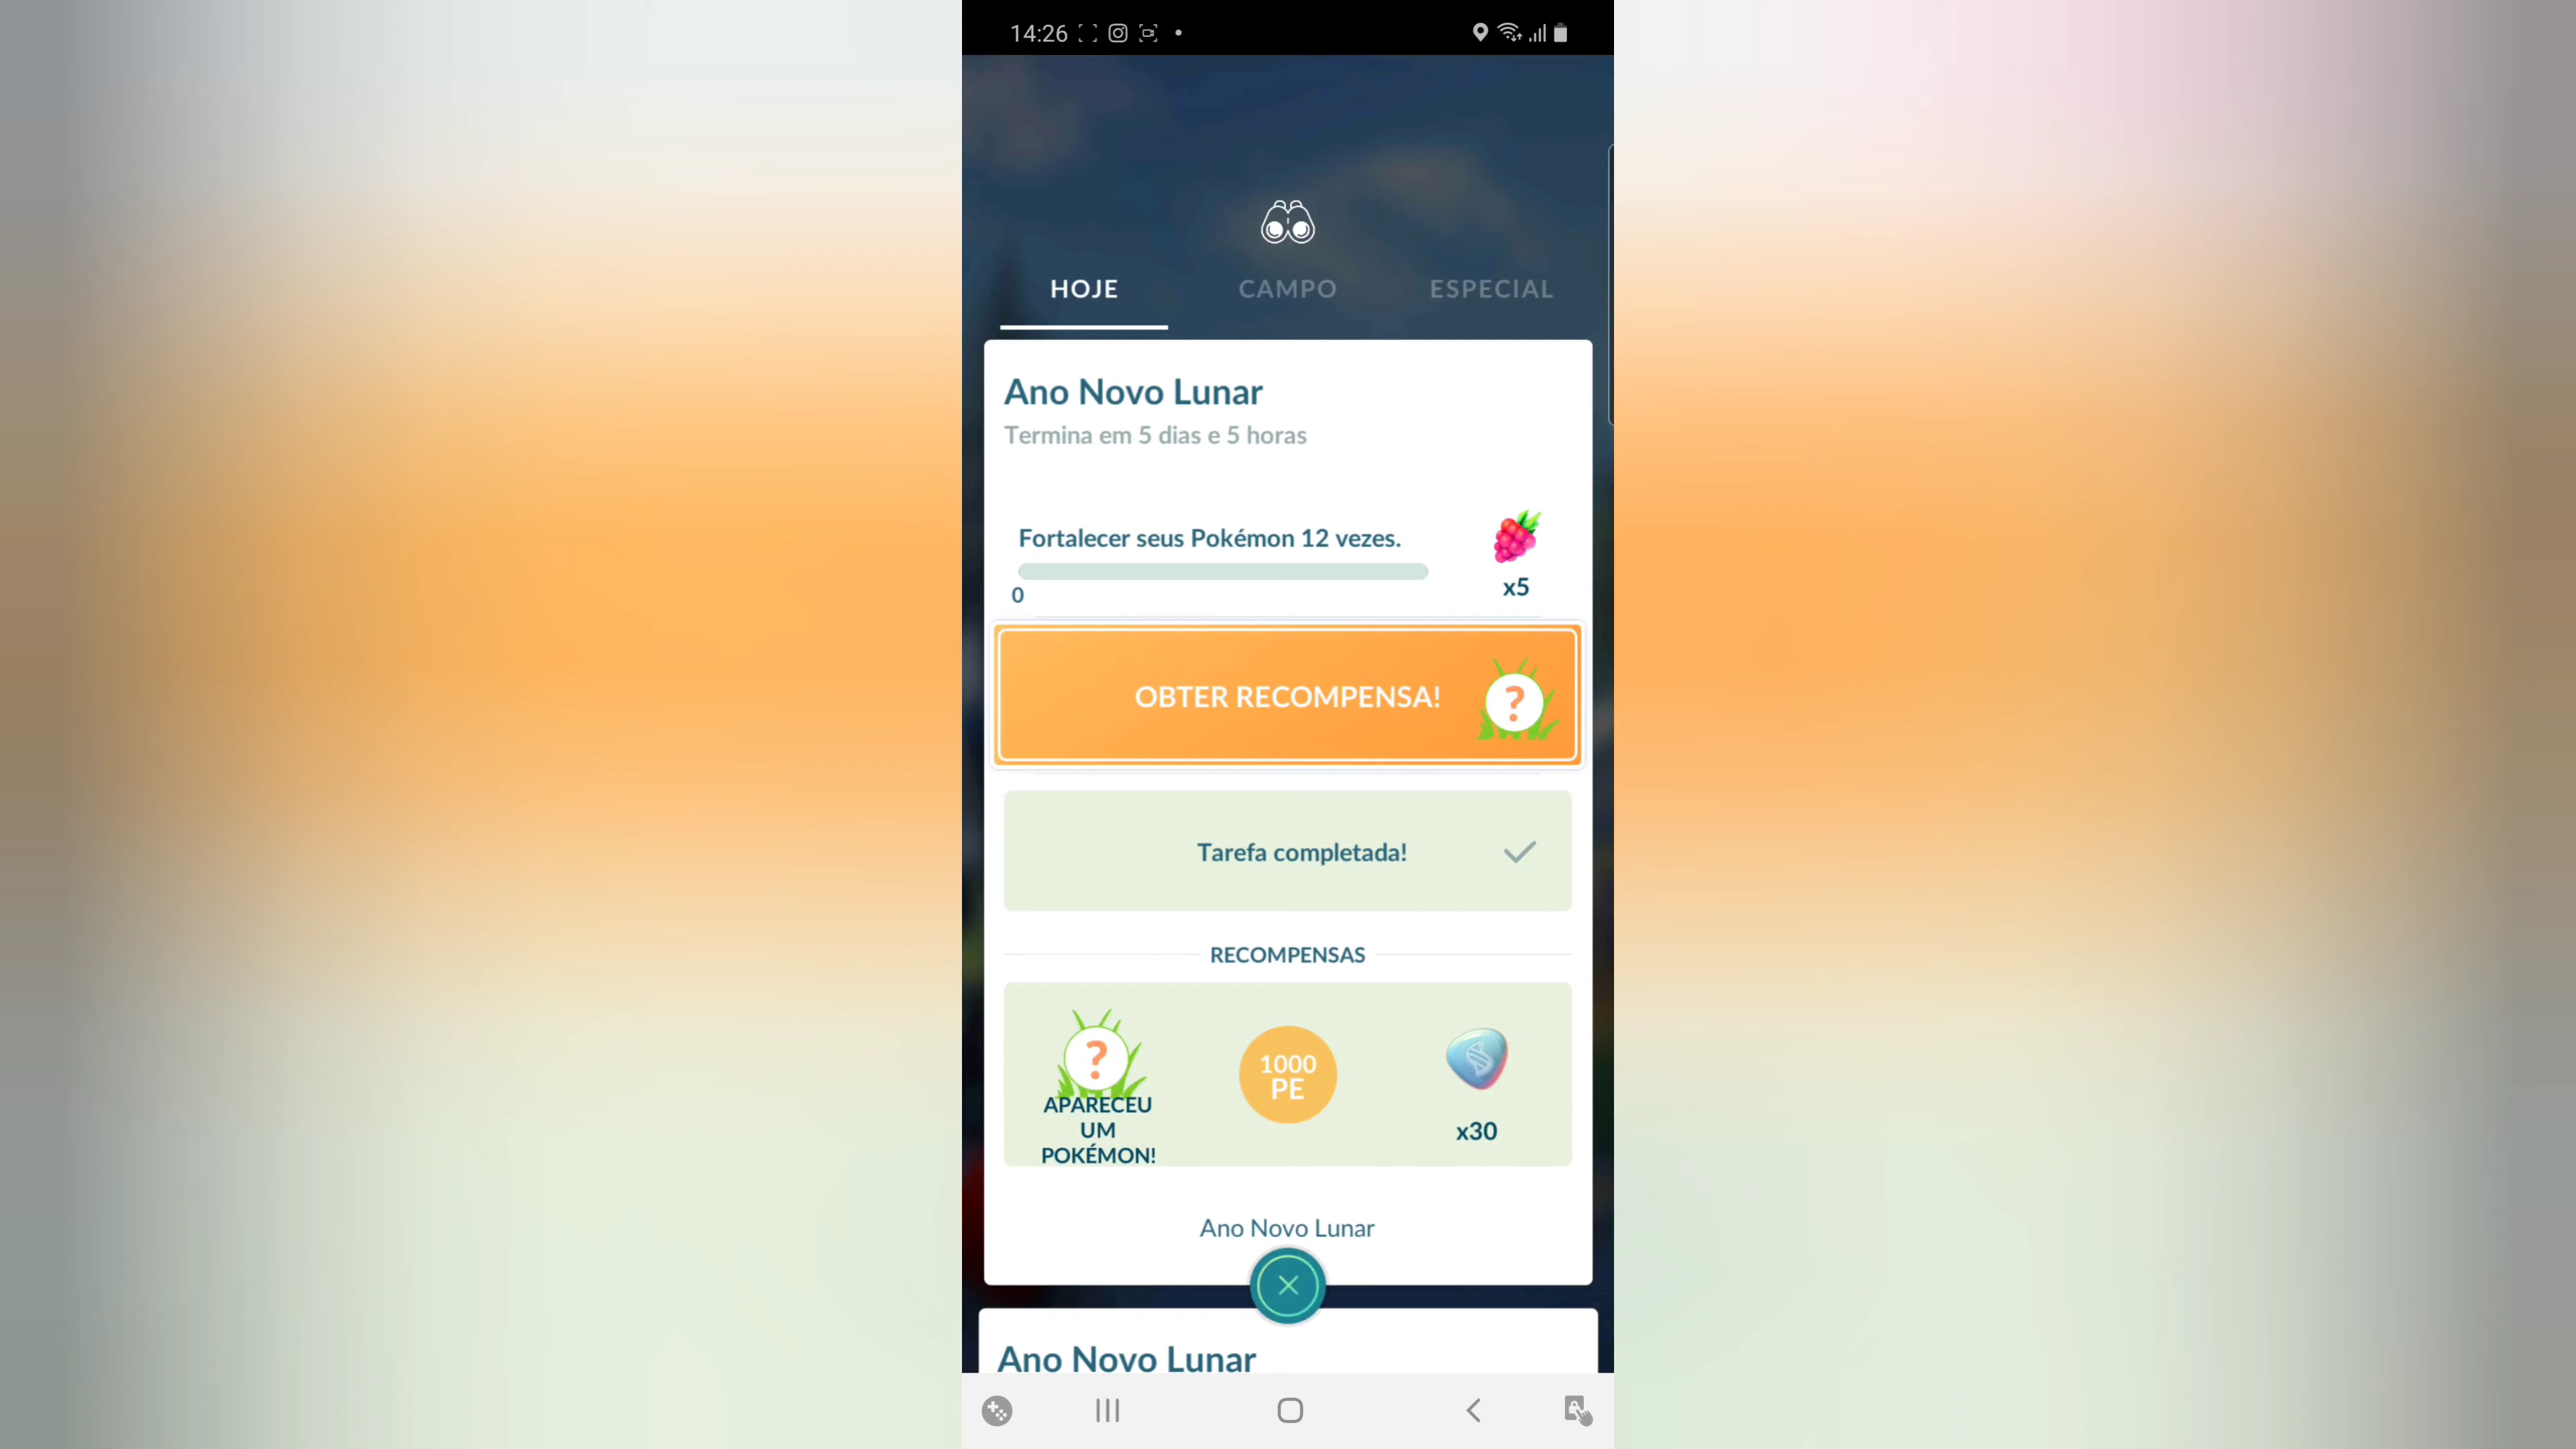 14:26
HOJE
CAMPO
ESPECIAL
Ano Novo Lunar
Termina em 5 dias e 5 horas
Fortalecer seus Pokémon 12 vezes.
0
x5
OBTER RECOMPENSA!
?
Tarefa completada!
RECOMPENSAS
?
APARECEU
UM
POKÉMON!
1000
PE
x30
Ano Novo Lunar
Ano Novo Lunar